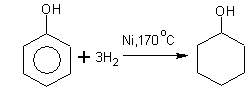 OH
OH
+ 3H₂
Ni,170°C